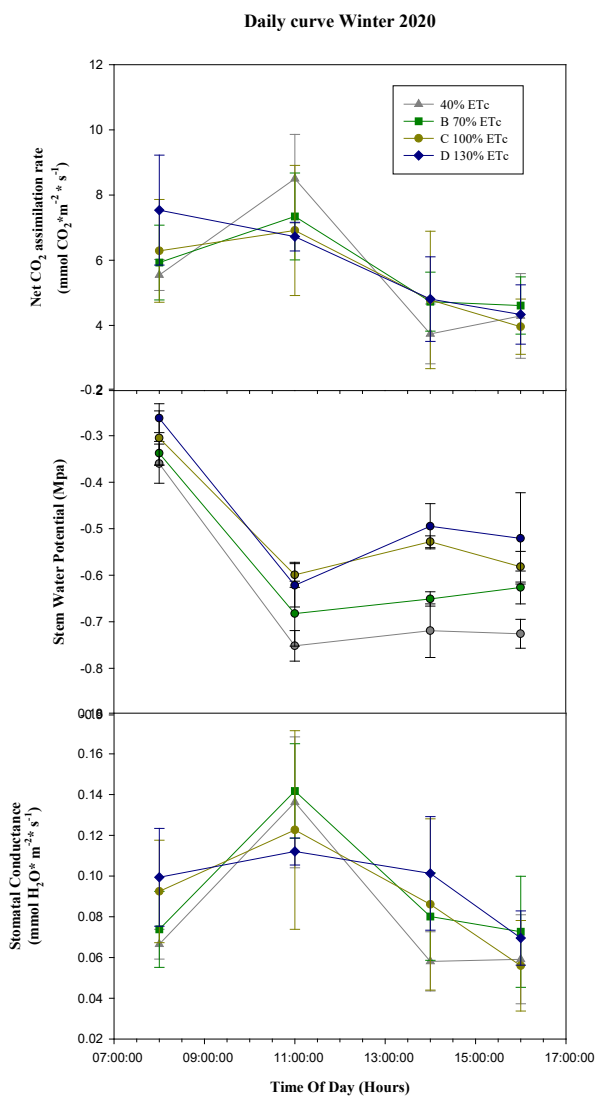 Daily curve Winter 2020
12
10
8
6
4
2
Net CO₂ assimilation rate
(mmol CO₂*m⁻² * s⁻¹)
40% ETc
B 70% ETc
C 100% ETc
D 130% ETc
-0.2
-0.3
-0.4
-0.5
-0.6
-0.7
-0.8
-0.9
Stem Water Potential (Mpa)
0.18
0.16
0.14
0.12
0.10
0.08
0.06
0.04
0.02
Stomatal Conductance
(mmol H₂O* m⁻²* s⁻¹)
07:00:00 09:00:00 11:00:00 13:00:00 15:00:00 17:00:00
Time Of Day (Hours)